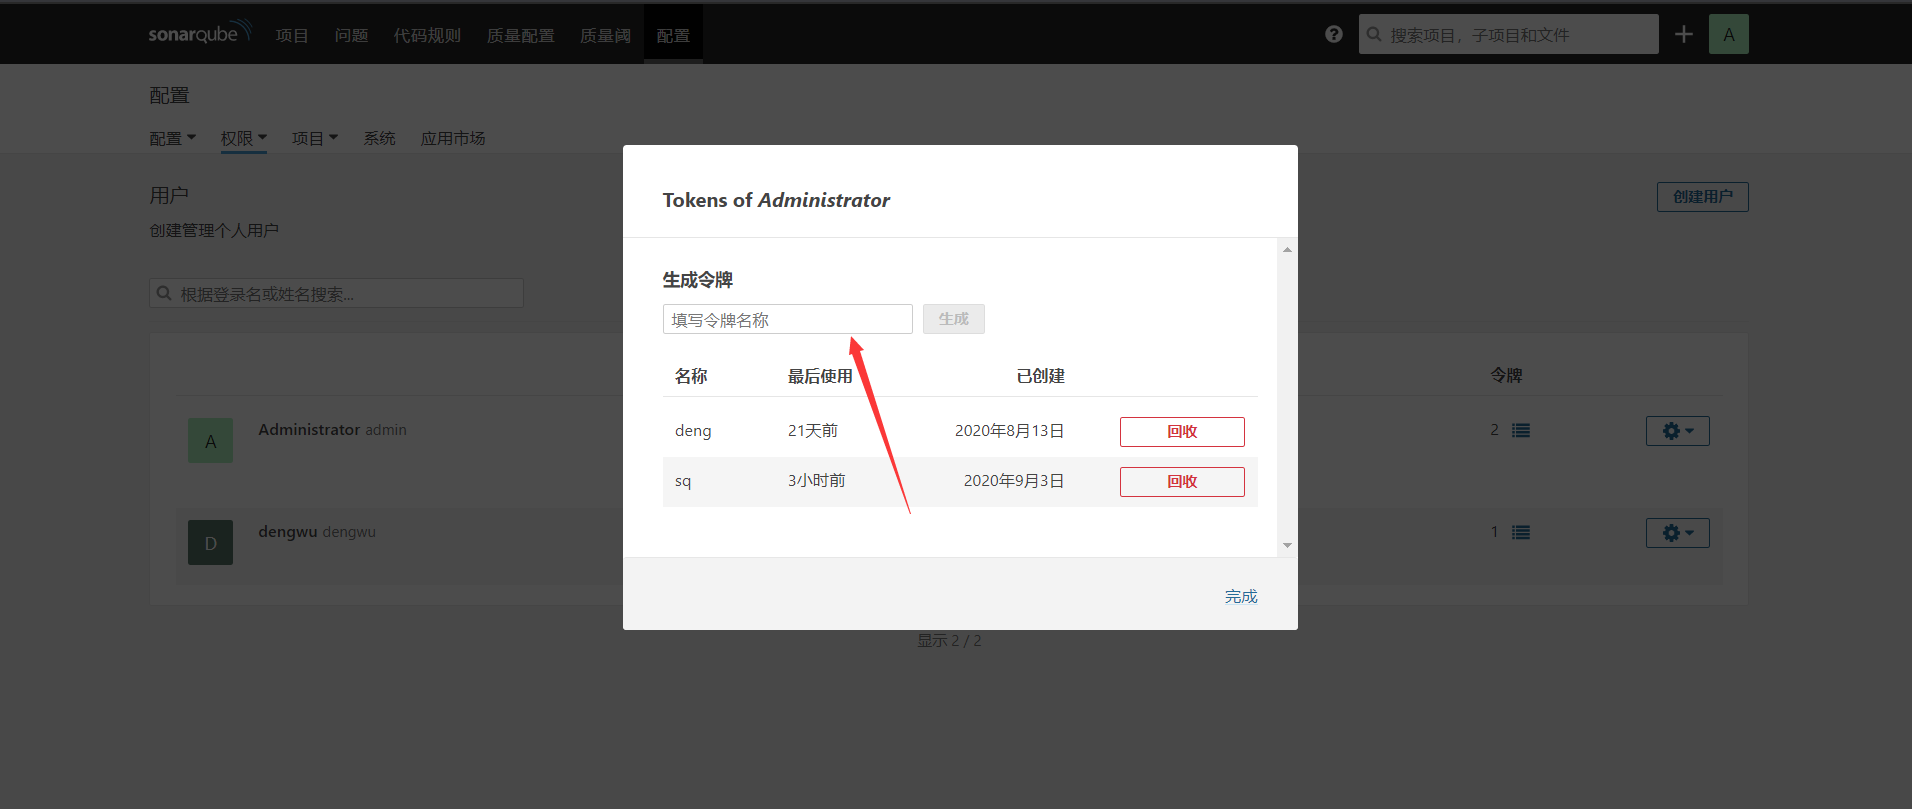 sonarqube 项目 问题 代码规则 质量配置 质量阈 配置 ? 搜索项目，子项目和文件 + A
配置
配置 权限 项目 系统 应用市场
用户
创建用户
创建管理个人用户
根据登录名或姓名搜索...
令牌
A Administrator admin 2
D dengwu dengwu 1
显示 2 / 2
Tokens of Administrator
生成令牌
填写令牌名称 生成
名称 最后使用 已创建
deng 21天前 2020年8月13日 回收
sq 3小时前 2020年9月3日 回收
完成